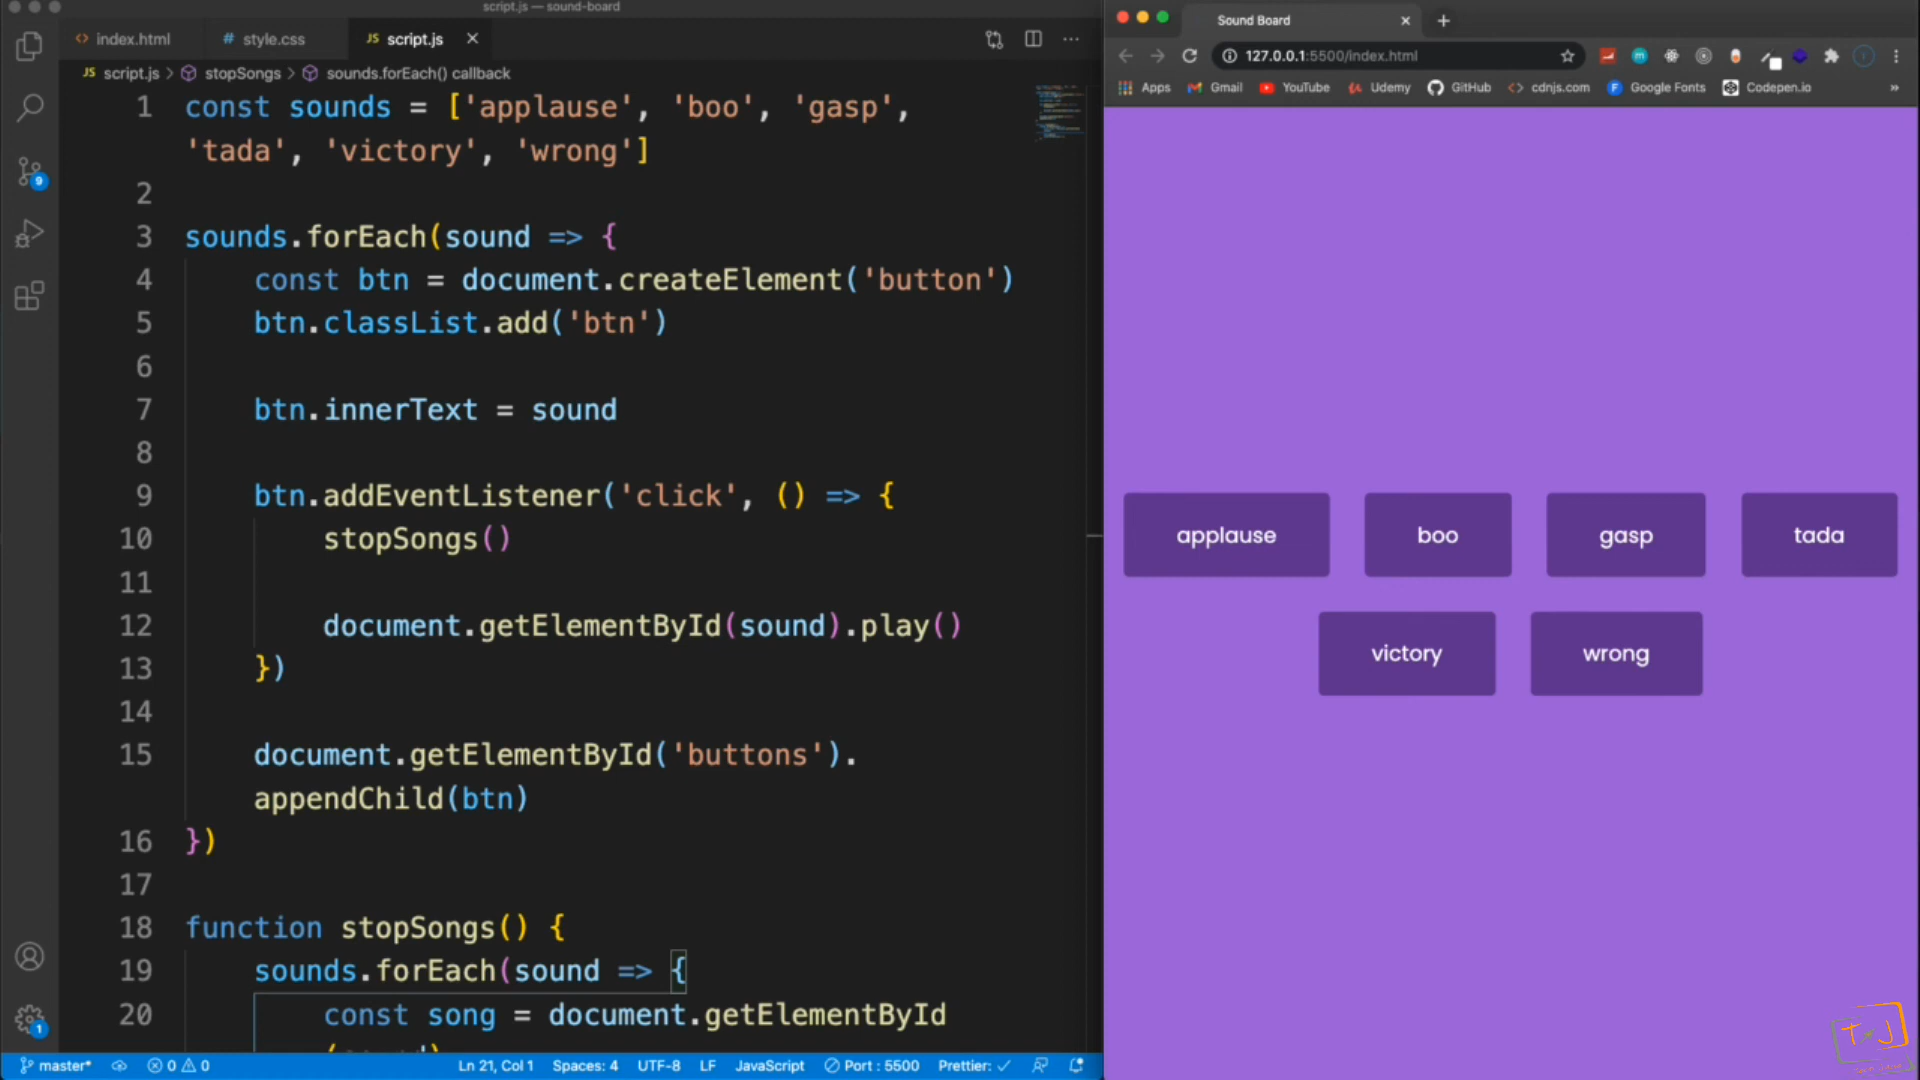 script.js — sound-board
<> index.html
# style.css
JS script.js ×
JS script.js > stopSongs > sounds.forEach() callback
1 const sounds = ['applause', 'boo', 'gasp',
'tada', 'victory', 'wrong']
2
3 sounds.forEach(sound => {
4 const btn = document.createElement('button')
5 btn.classList.add('btn')
6
7 btn.innerText = sound
8
9 btn.addEventListener('click', () => {
10 stopSongs()
11
12 document.getElementById(sound).play()
13 })
14
15 document.getElementById('buttons').
appendChild(btn)
16 })
17
18 function stopSongs() {
19 sounds.forEach(sound => {
20 const song = document.getElementById
9
1
master* 0 0 Ln 21, Col 1 Spaces: 4 UTF-8 LF JavaScript Port : 5500 Prettier: ✓
Sound Board × +
127.0.0.1:5500/index.html
Apps Gmail YouTube Udemy GitHub cdnjs.com Google Fonts Codepen.io »
applause boo gasp tada
victory wrong